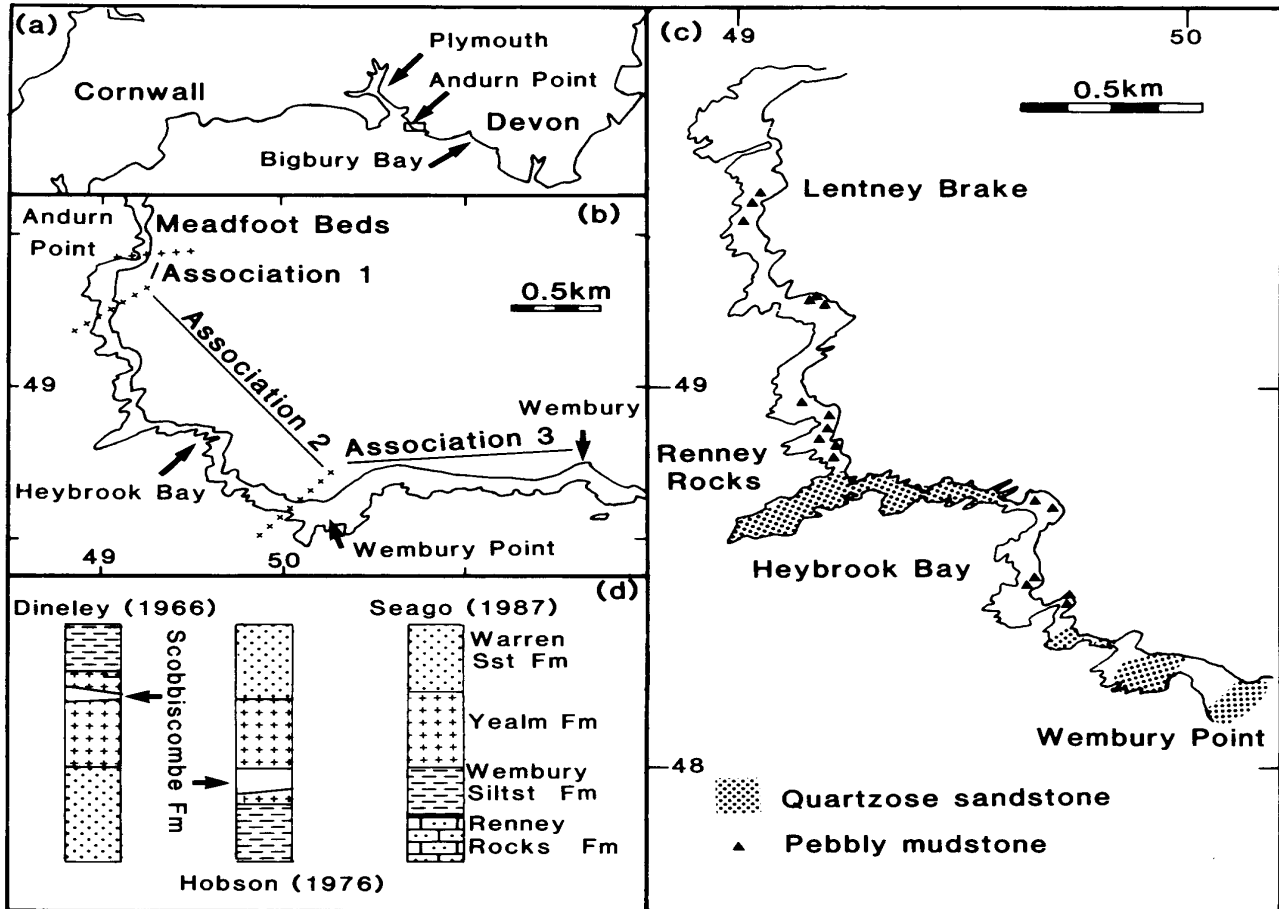 (a)
Plymouth
Andurn Point
Cornwall
Devon
Bigbury Bay
(b)
Andurn
Point
Meadfoot Beds
Association 1
0.5km
Association 2
49
Wembury
Association 3
Heybrook Bay
49
50
Wembury Point
(c)
49
50
0.5km
Lentney Brake
49
Renney
Rocks
Heybrook Bay
Wembury Point
48
Quartzose sandstone
Pebbly mudstone
(d)
Dineley (1966)
Seago (1987)
Scobbiscombe Fm
Warren
Sst Fm
Yealm Fm
Wembury
Siltst Fm
Renney
Rocks Fm
Hobson (1976)